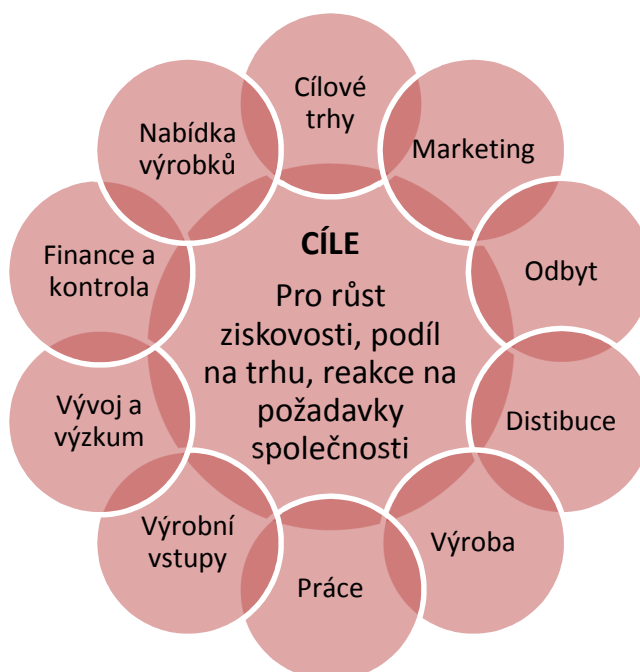 Cílové
trhy
Marketing
Odbyt
Distibuce
Výroba
Práce
Výrobní
vstupy
Vývoj a
výzkum
Finance a
kontrola
Nabídka
výrobků
CÍLE
Pro růst
ziskovosti, podíl
na trhu, reakce na
požadavky
společnosti